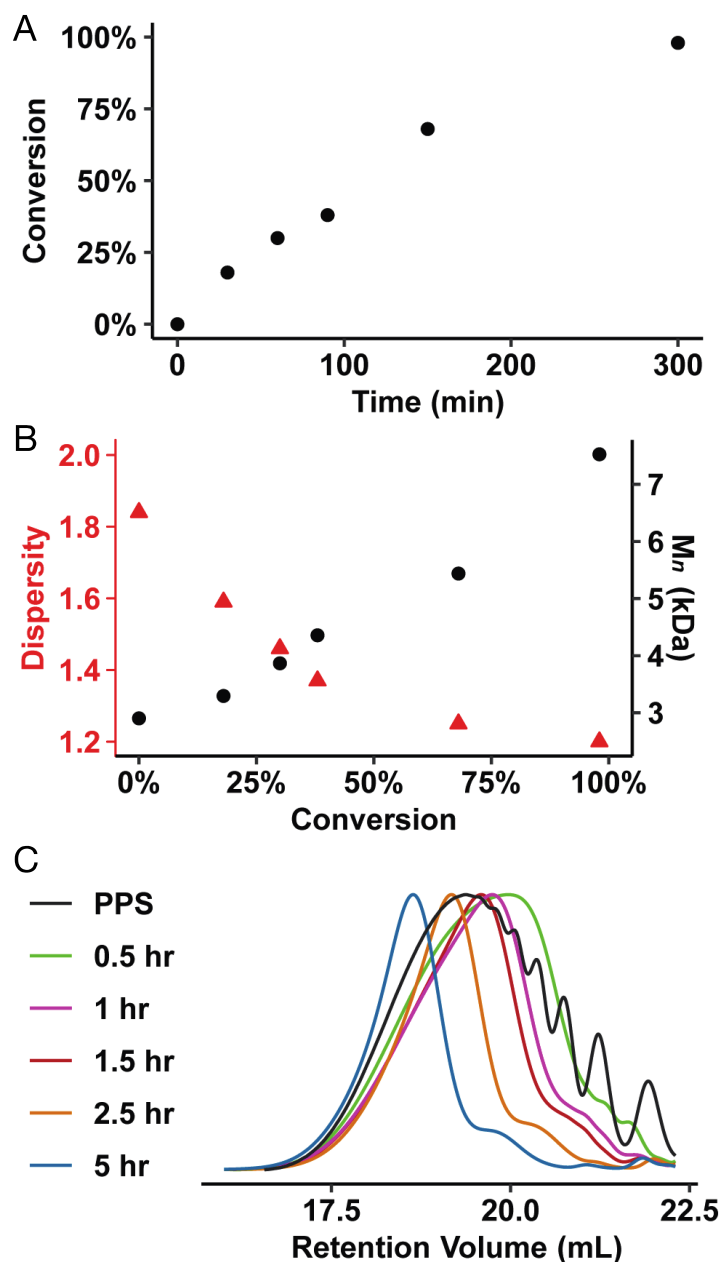 A
100%
75%
50%
25%
0%
Conversion
0 100 200 300
Time (min)
B
2.0
1.8
1.6
1.4
1.2
Dispersity
7
6
5
4
3
Mn (kDa)
0% 25% 50% 75% 100%
Conversion
C
PPS
0.5 hr
1 hr
1.5 hr
2.5 hr
5 hr
17.5 20.0 22.5
Retention Volume (mL)